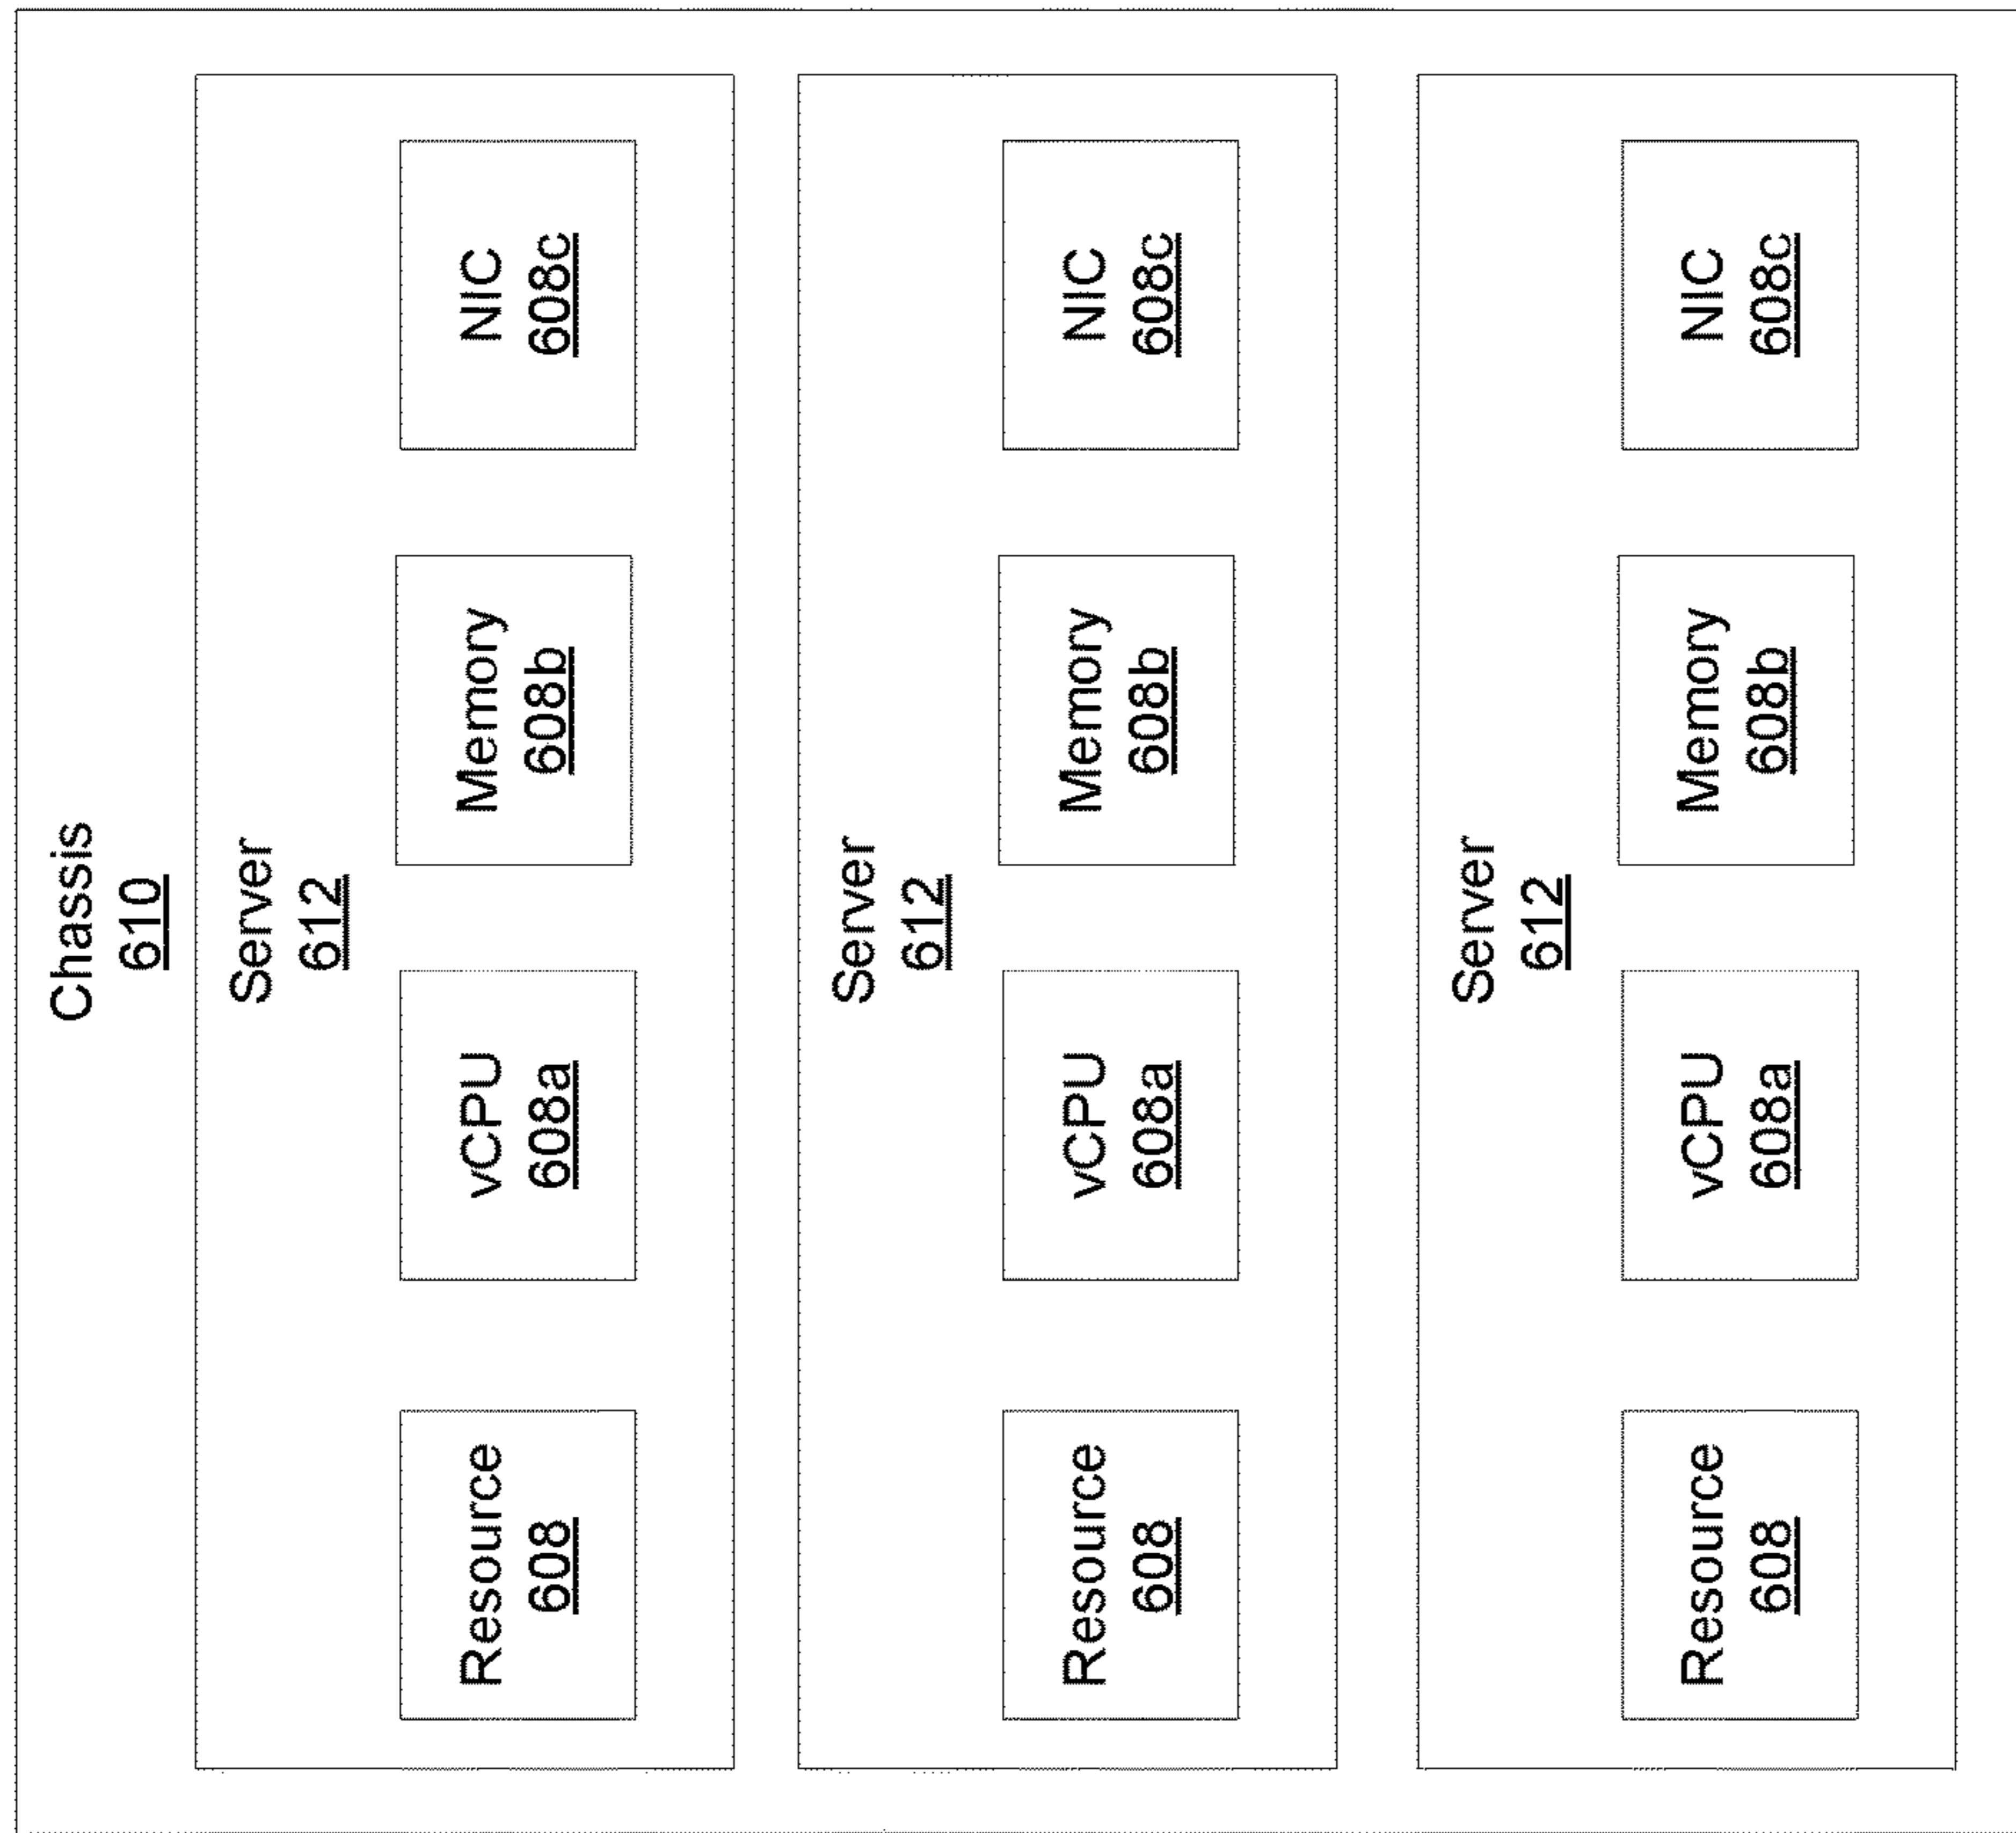 Chassis
610
Server
612
Resource
608
vCPU
608a
Memory
608b
NIC
608c
Server
612
Resource
608
vCPU
608a
Memory
608b
NIC
608c
Server
612
Resource
608
vCPU
608a
Memory
608b
NIC
608c